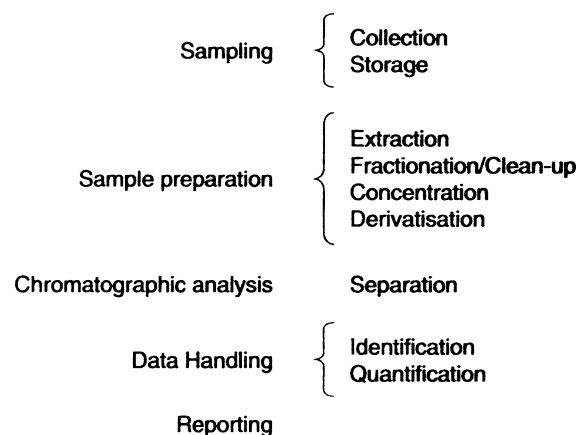 Sampling
Collection
Storage
Sample preparation
Extraction
Fractionation/Clean-up
Concentration
Derivatisation
Chromatographic analysis
Separation
Data Handling
Identification
Quantification
Reporting